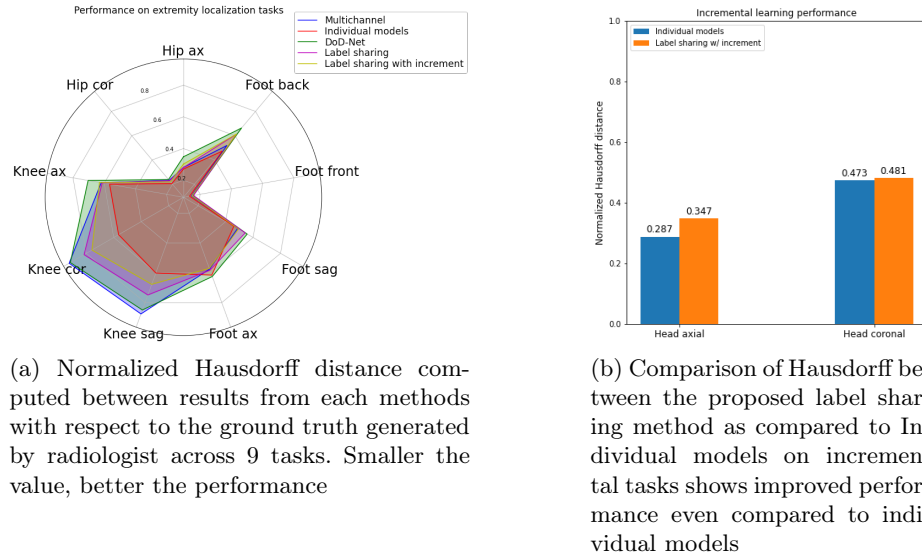 Performance on extremity localization tasks
Multichannel
Individual models
DoD-Net
Label sharing
Label sharing with increment
Hip ax
Hip cor
Foot back
0.8
0.6
0.4
0.2
Knee ax
Foot front
Knee cor
Foot sag
Knee sag
Foot ax
(a) Normalized Hausdorff distance com-
puted between results from each methods
with respect to the ground truth generated
by radiologist across 9 tasks. Smaller the
value, better the performance
Incremental learning performance
Individual models
Label sharing w/ increment
Normalized Hausdorff distance
1.0
0.8
0.6
0.4
0.2
0.0
0.287
0.347
0.473
0.481
Head axial
Head coronal
(b) Comparison of Hausdorff be
tween the proposed label shar
ing method as compared to In
dividual models on incremen
tal tasks shows improved perfor
mance even compared to indi
vidual models